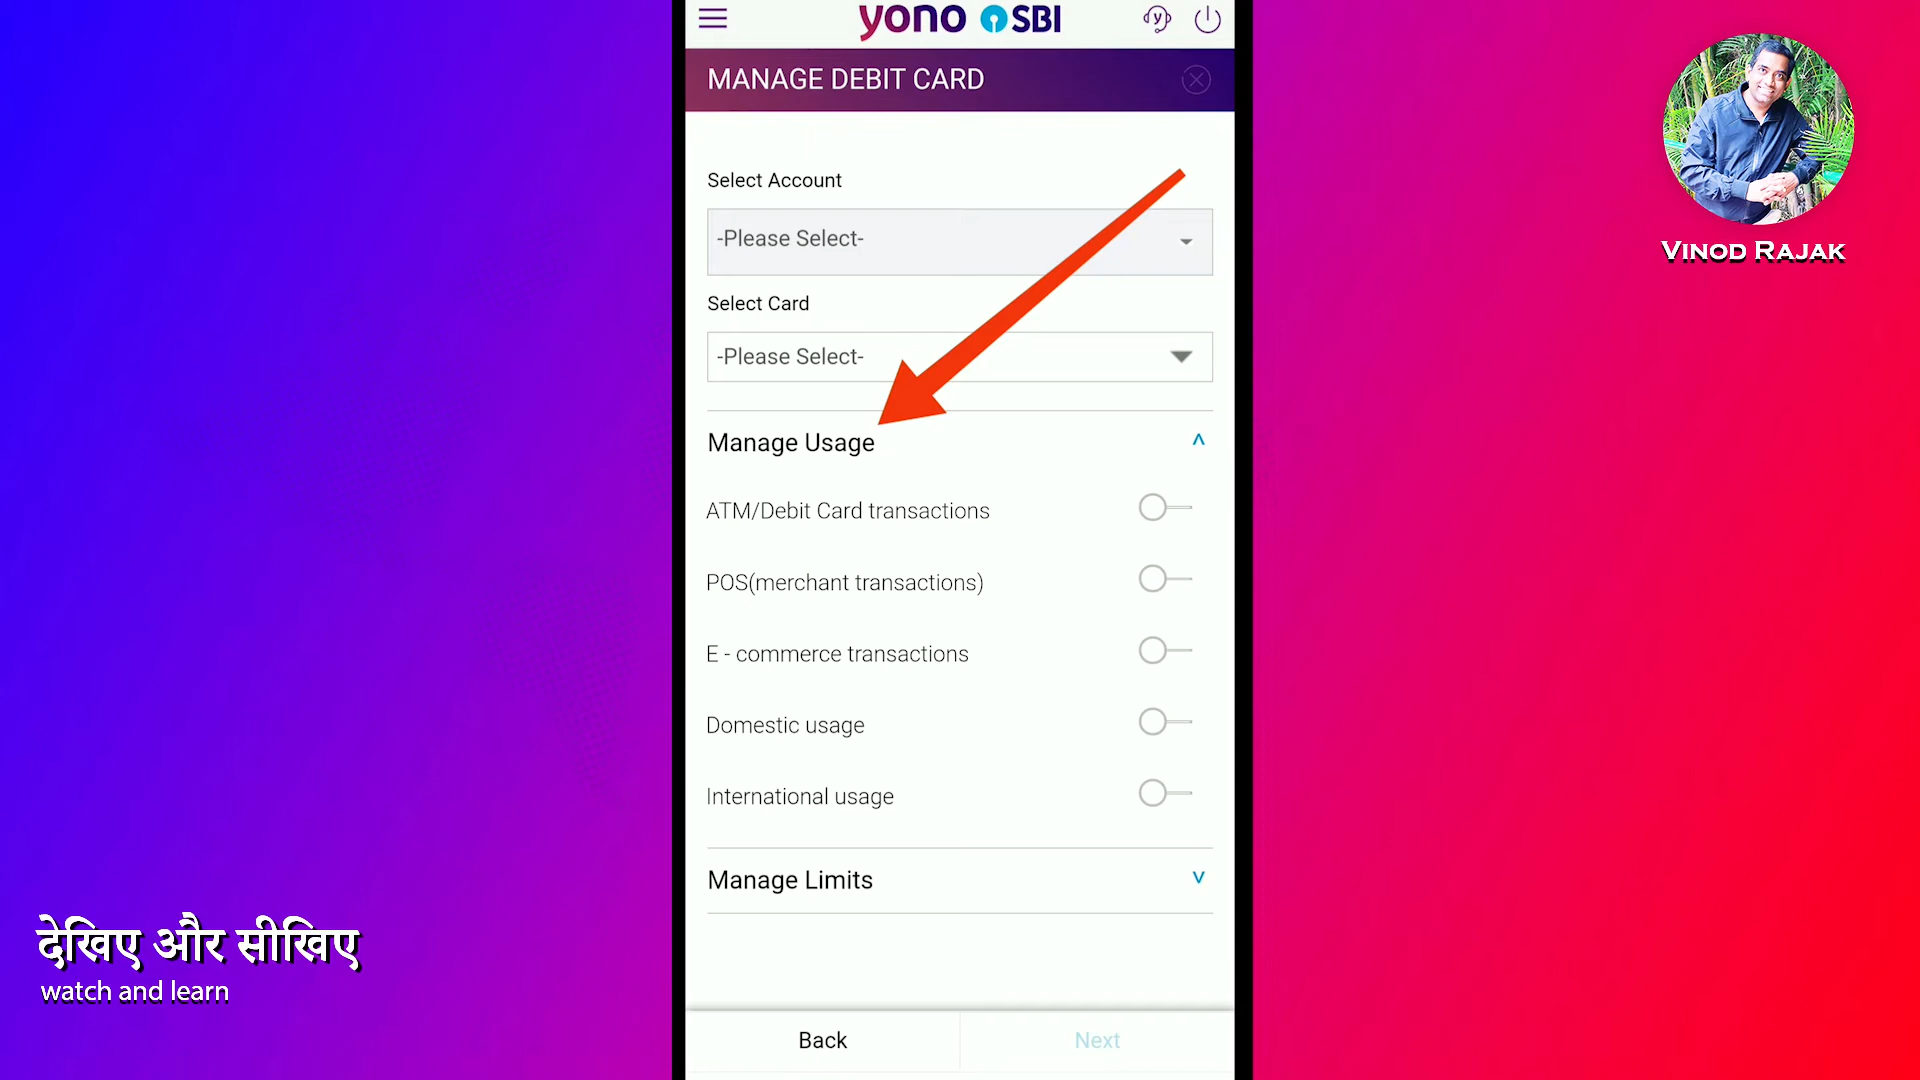 yono SBI
MANAGE DEBIT CARD
Select Account
-Please Select-
Select Card
-Please Select-
Manage Usage
ATM/Debit Card transactions
POS(merchant transactions)
E - commerce transactions
Domestic usage
International usage
Manage Limits
Back
Next
Vinod Rajak
देखिए और सीखिए
watch and learn